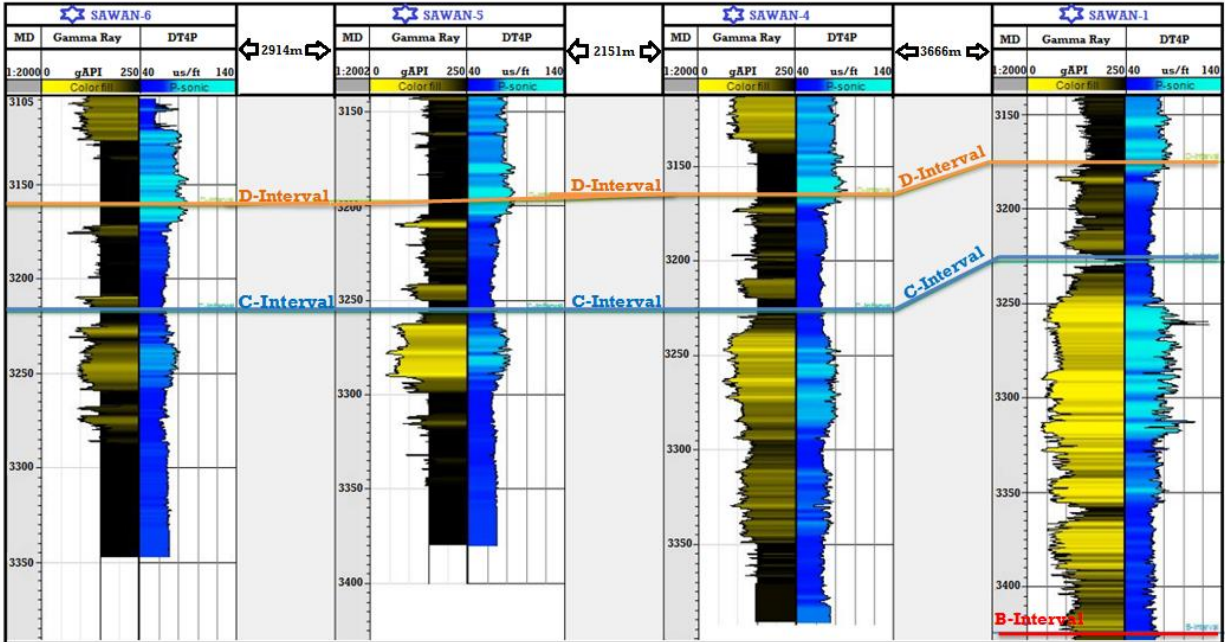 SAWAN-6
MD Gamma Ray DT4P
1:2000 0 gAPI 250 40 us/ft 140
Color fill P-sonic
2914m
SAWAN-5
MD Gamma Ray DT4P
1:2002 0 gAPI 250 40 us/ft 140
Color fill P-sonic
2151m
SAWAN-4
MD Gamma Ray DT4P
1:2000 0 gAPI 250 40 us/ft 140
Color fill P-sonic
3666m
SAWAN-1
MD Gamma Ray DT4P
1:2000 0 gAPI 250 40 us/ft 140
Color fill P-sonic
3105
3150
3200
3250
3300
3350
3150
3200
3250
3300
3350
3400
3150
3200
3250
3300
3350
3150
3200
3250
3300
3350
3400
D-Interval
D-Interval
D-Interval
C-Interval
C-Interval
C-Interval
B-Interval